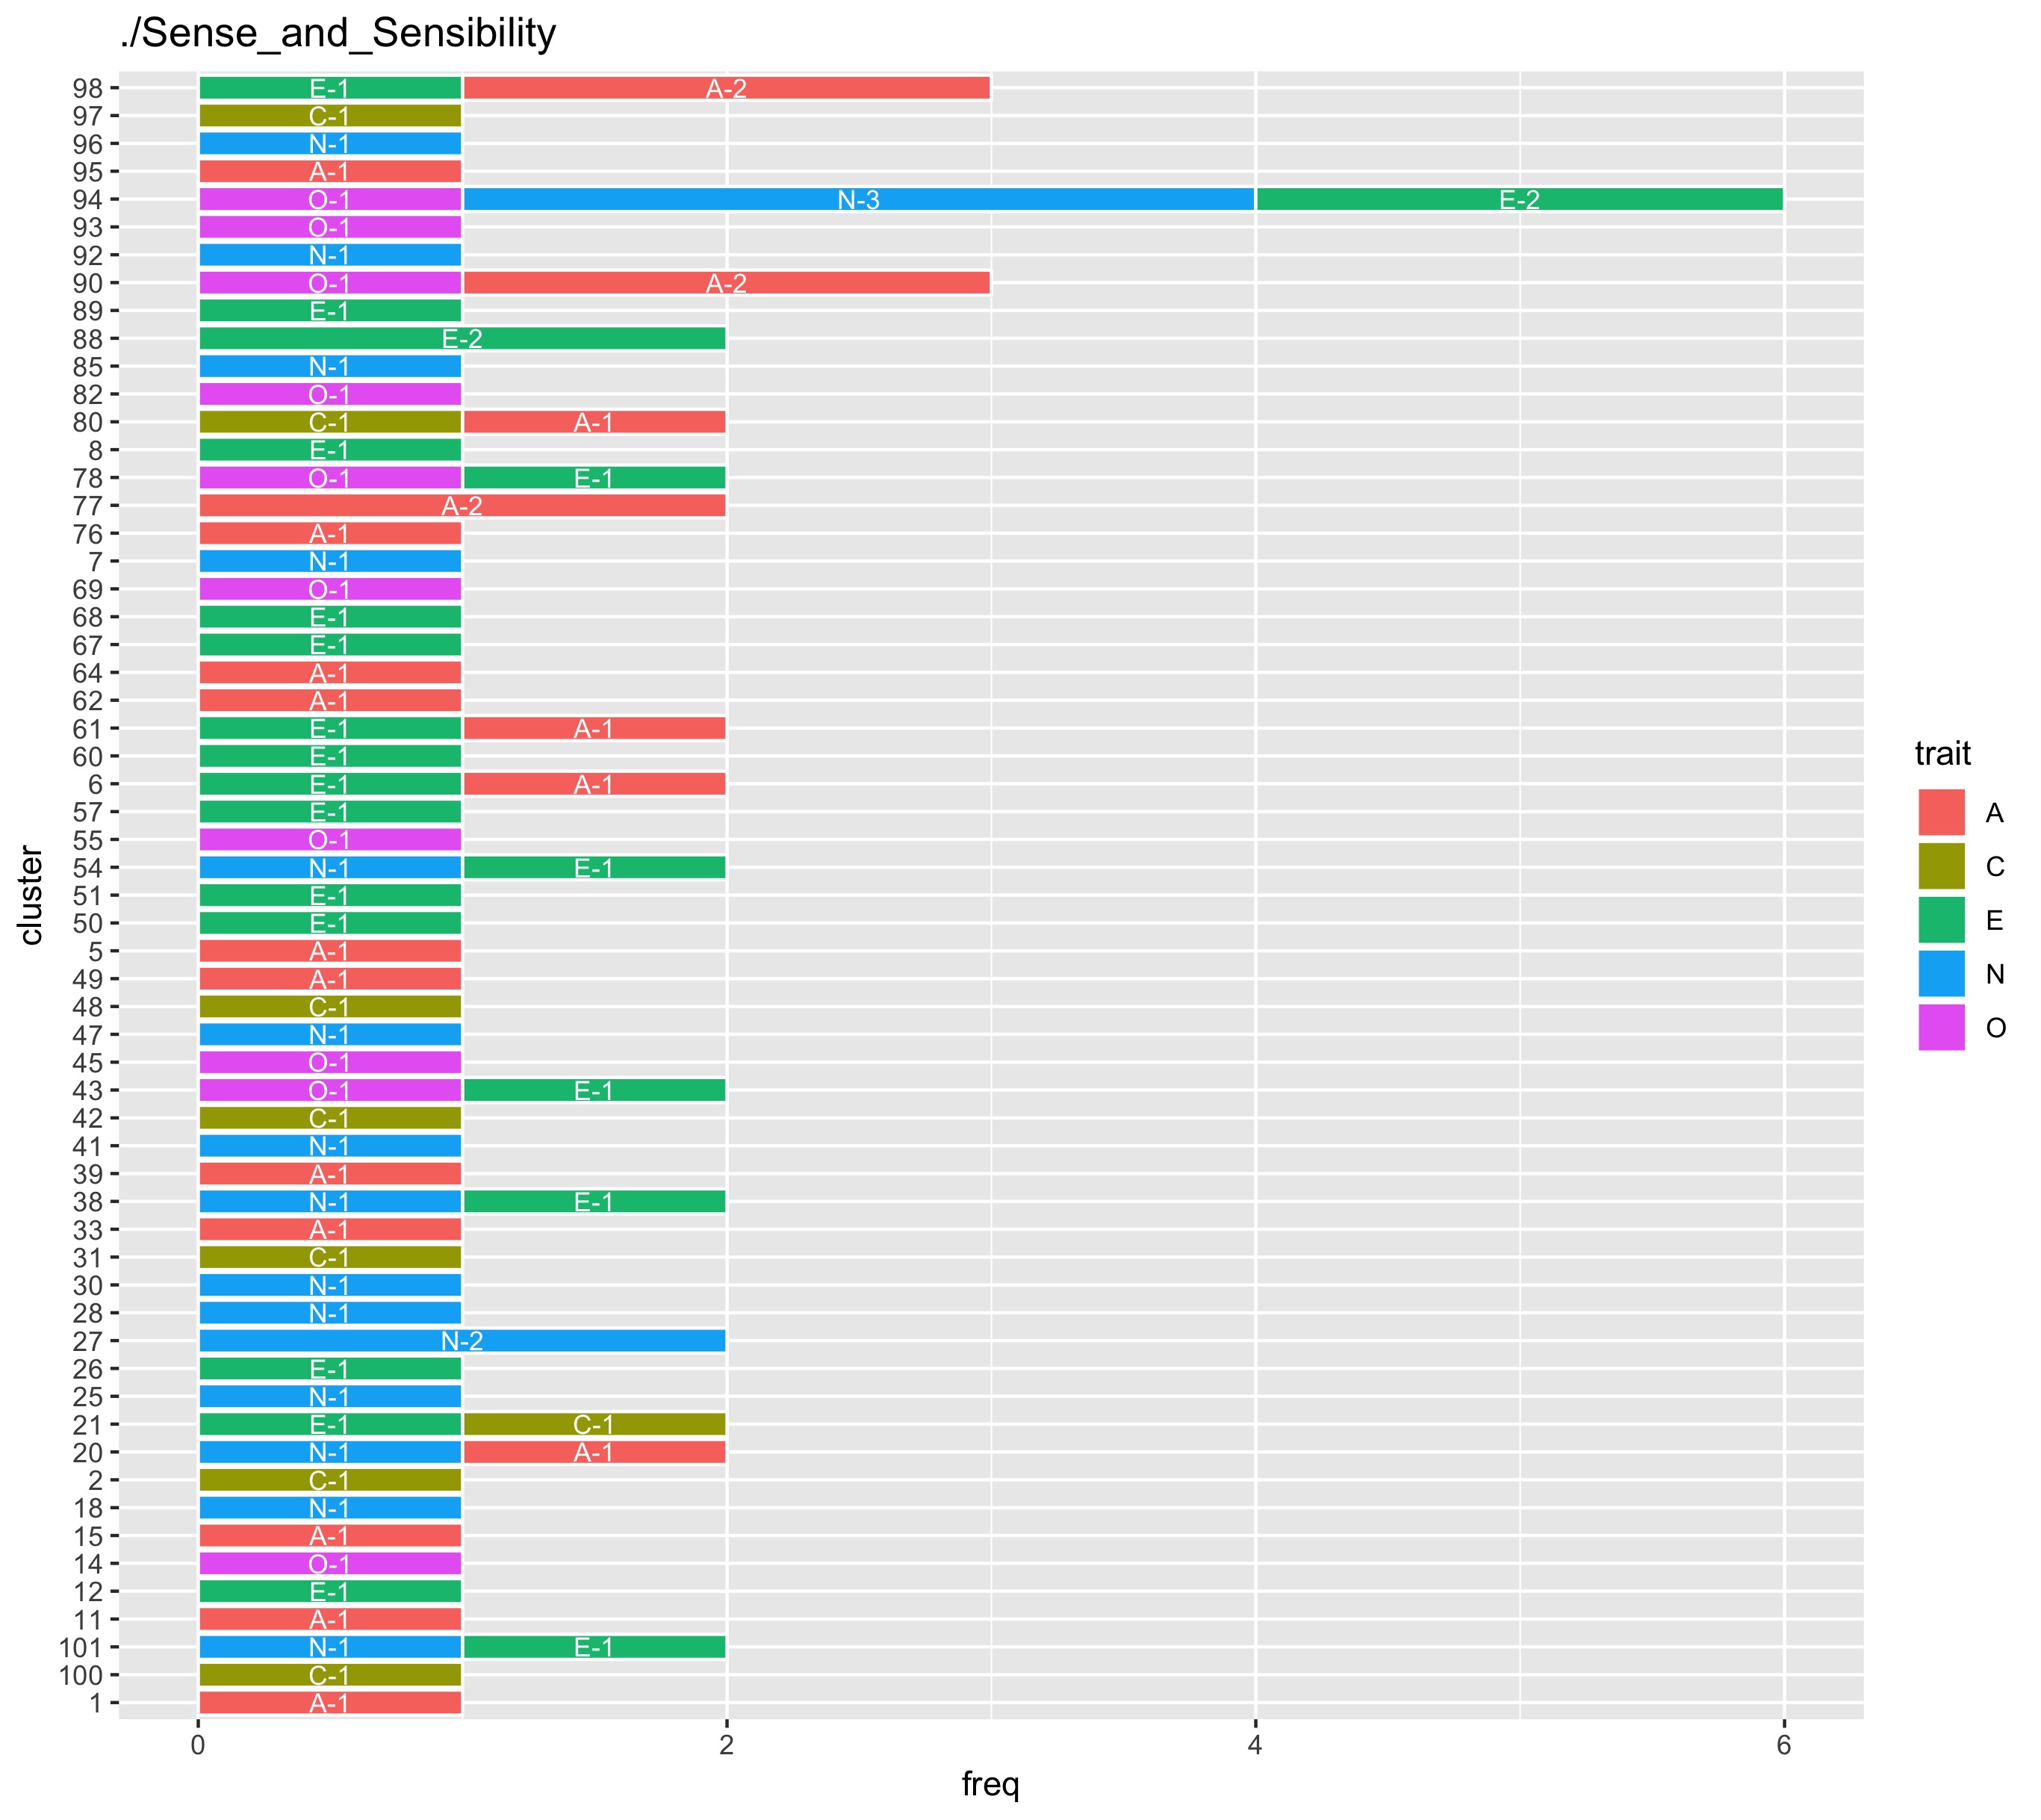 ./Sense_and_Sensibility
98 E-1 A-2
97 C-1
96 N-1
95 A-1
94 O-1 N-3 E-2
93 O-1
92 N-1
90 O-1 A-2
89 E-1
88 E-2
85 N-1
82 O-1
80 C-1 A-1
8 E-1
78 O-1 E-1
77 A-2
76 A-1
7 N-1
69 O-1
68 E-1
67 E-1
64 A-1
62 A-1
61 E-1 A-1
60 E-1
6 E-1 A-1
57 E-1
55 O-1
54 N-1 E-1
51 E-1
50 E-1
5 A-1
49 A-1
48 C-1
47 N-1
45 O-1
43 O-1 E-1
42 C-1
41 N-1
39 A-1
38 N-1 E-1
33 A-1
31 C-1
30 N-1
28 N-1
27 N-2
26 E-1
25 N-1
21 E-1 C-1
20 N-1 A-1
2 C-1
18 N-1
15 A-1
14 O-1
12 E-1
11 A-1
101 N-1 E-1
100 C-1
1 A-1
0 2 4 6
freq
cluster
trait
A
C
E
N
O